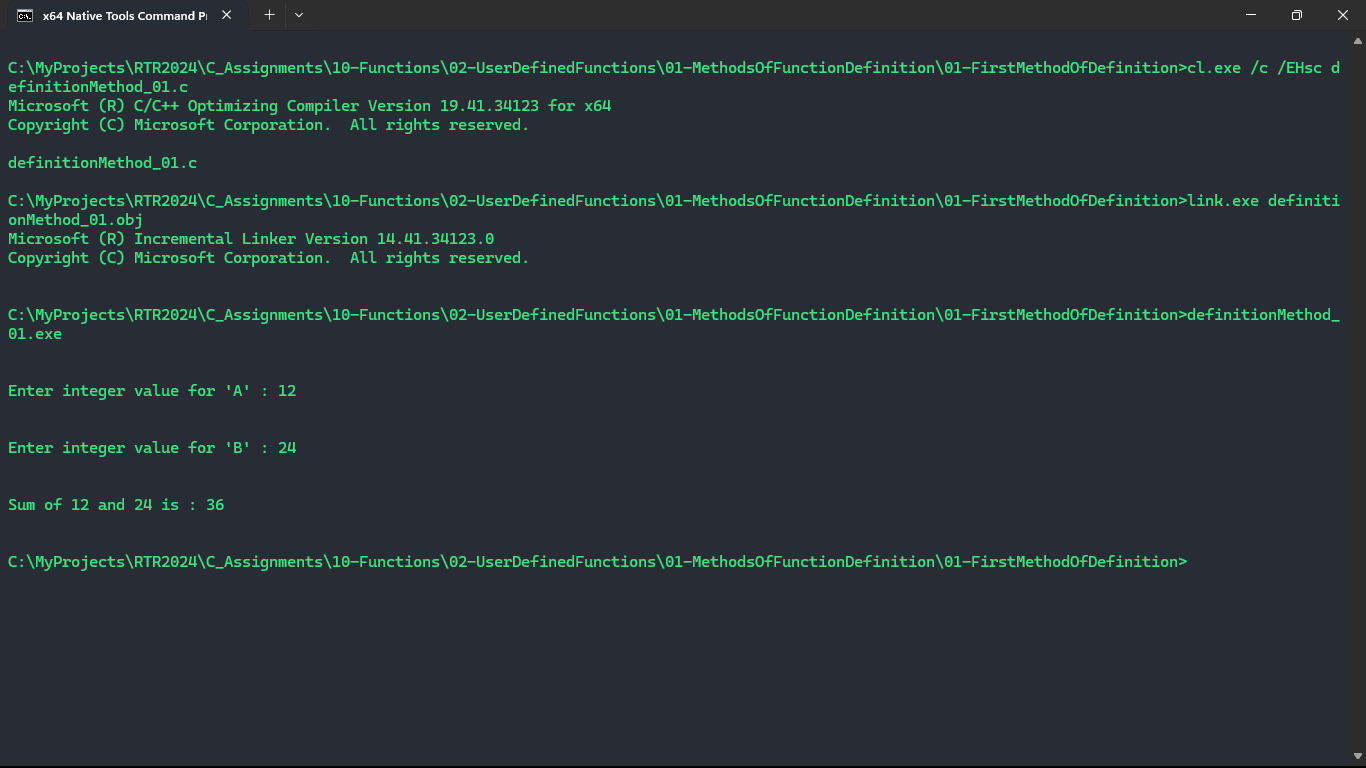 x64 Native Tools Command P
C:\MyProjects\RTR2024\C_Assignments\10-Functions\02-UserDefinedFunctions\01-MethodsOfFunctionDefinition\01-FirstMethodOfDefinition>cl.exe /c /EHsc d
efinitionMethod_01.c
Microsoft (R) C/C++ Optimizing Compiler Version 19.41.34123 for x64
Copyright (C) Microsoft Corporation.  All rights reserved.
definitionMethod_01.c
C:\MyProjects\RTR2024\C_Assignments\10-Functions\02-UserDefinedFunctions\01-MethodsOfFunctionDefinition\01-FirstMethodOfDefinition>link.exe definiti
onMethod_01.obj
Microsoft (R) Incremental Linker Version 14.41.34123.0
Copyright (C) Microsoft Corporation.  All rights reserved.
C:\MyProjects\RTR2024\C_Assignments\10-Functions\02-UserDefinedFunctions\01-MethodsOfFunctionDefinition\01-FirstMethodOfDefinition>definitionMethod_
01.exe
Enter integer value for 'A' : 12
Enter integer value for 'B' : 24
Sum of 12 and 24 is : 36
C:\MyProjects\RTR2024\C_Assignments\10-Functions\02-UserDefinedFunctions\01-MethodsOfFunctionDefinition\01-FirstMethodOfDefinition>